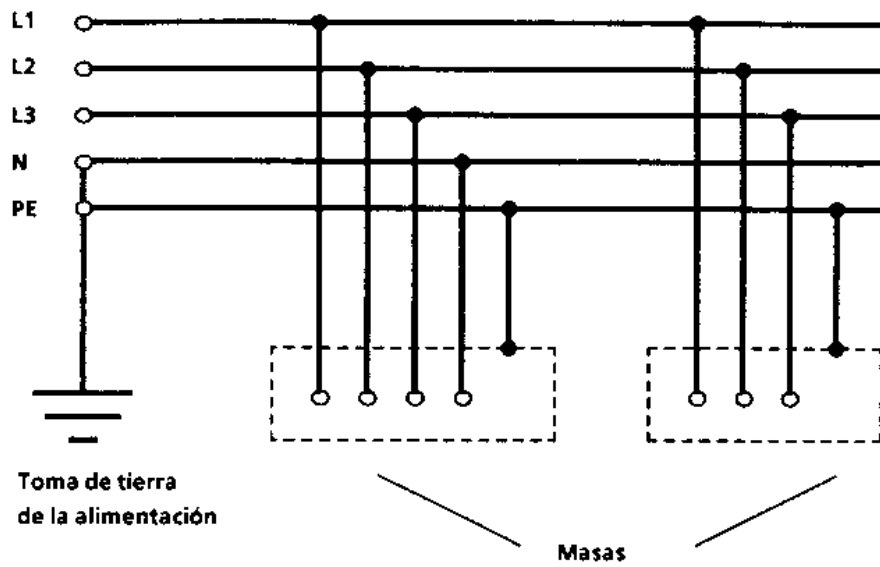 L1
L2
L3
N
PE
Toma de tierra
de la alimentación
Masas